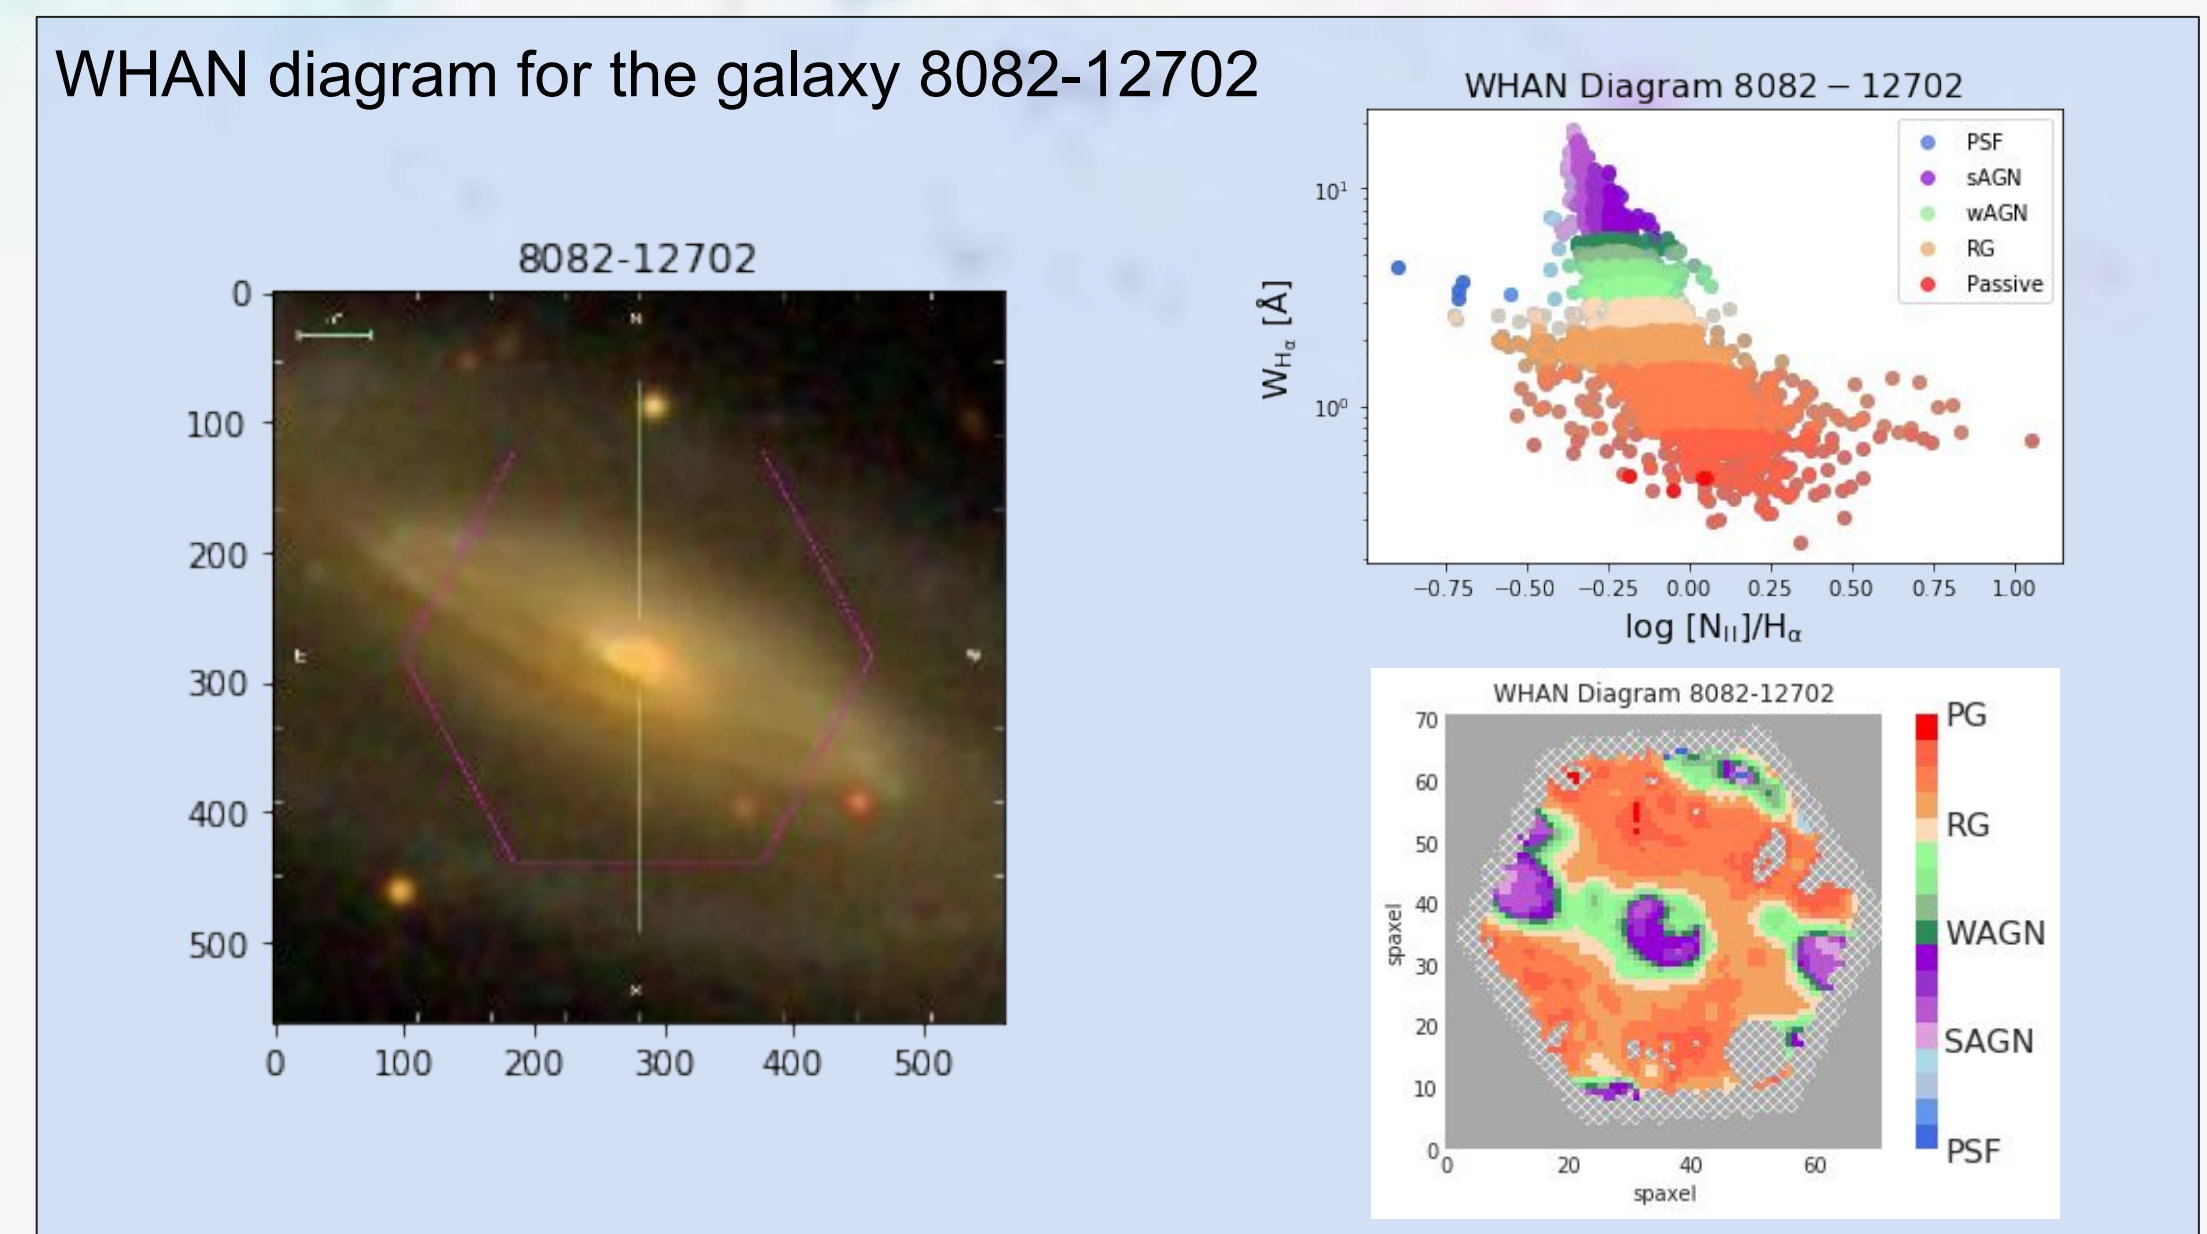 WHAN diagram for the galaxy 8082-12702
8082-12702
0
100
200
300
400
500
0 100 200 300 400 500
N
E
WHAN Diagram 8082 − 12702
PSF
sAGN
wAGN
RG
Passive
10¹
10⁰
W_Hα [Å]
−0.75 −0.50 −0.25 0.00 0.25 0.50 0.75 1.00
log [N_II]/H_α
WHAN Diagram 8082-12702
70
60
50
40
30
20
10
0
spaxel
0 20 40 60
spaxel
PG
RG
WAGN
SAGN
PSF